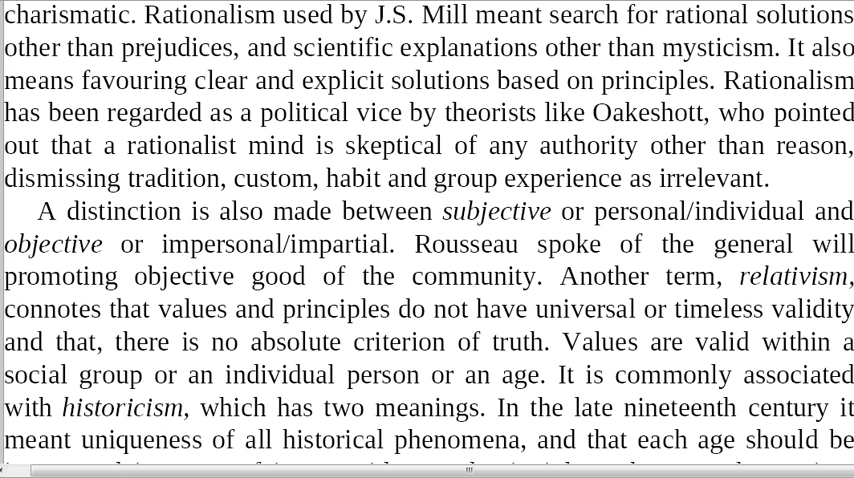 charismatic. Rationalism used by J.S. Mill meant search for rational solutions
other than prejudices, and scientific explanations other than mysticism. It also
means favouring clear and explicit solutions based on principles. Rationalism
has been regarded as a political vice by theorists like Oakeshott, who pointed
out that a rationalist mind is skeptical of any authority other than reason,
dismissing tradition, custom, habit and group experience as irrelevant.
A distinction is also made between subjective or personal/individual and
objective or impersonal/impartial. Rousseau spoke of the general will
promoting objective good of the community. Another term, relativism,
connotes that values and principles do not have universal or timeless validity
and that, there is no absolute criterion of truth. Values are valid within a
social group or an individual person or an age. It is commonly associated
with historicism, which has two meanings. In the late nineteenth century it
meant uniqueness of all historical phenomena, and that each age should be